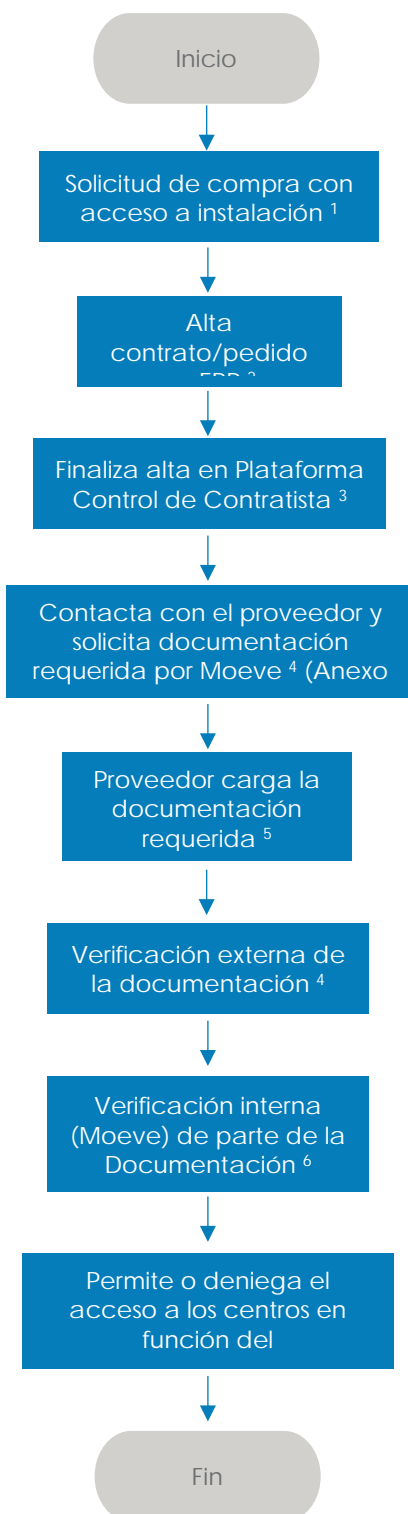 Inicio
Solicitud de compra con
acceso a instalación ¹
Alta
contrato/pedido
Finaliza alta en Plataforma
Control de Contratista ³
Contacta con el proveedor y
solicita documentación
requerida por Moeve ⁴ (Anexo
Proveedor carga la
documentación
requerida ⁵
Verificación externa de
la documentación ⁴
Verificación interna
(Moeve) de parte de la
Documentación ⁶
Permite o deniega el
acceso a los centros en
función del
Fin